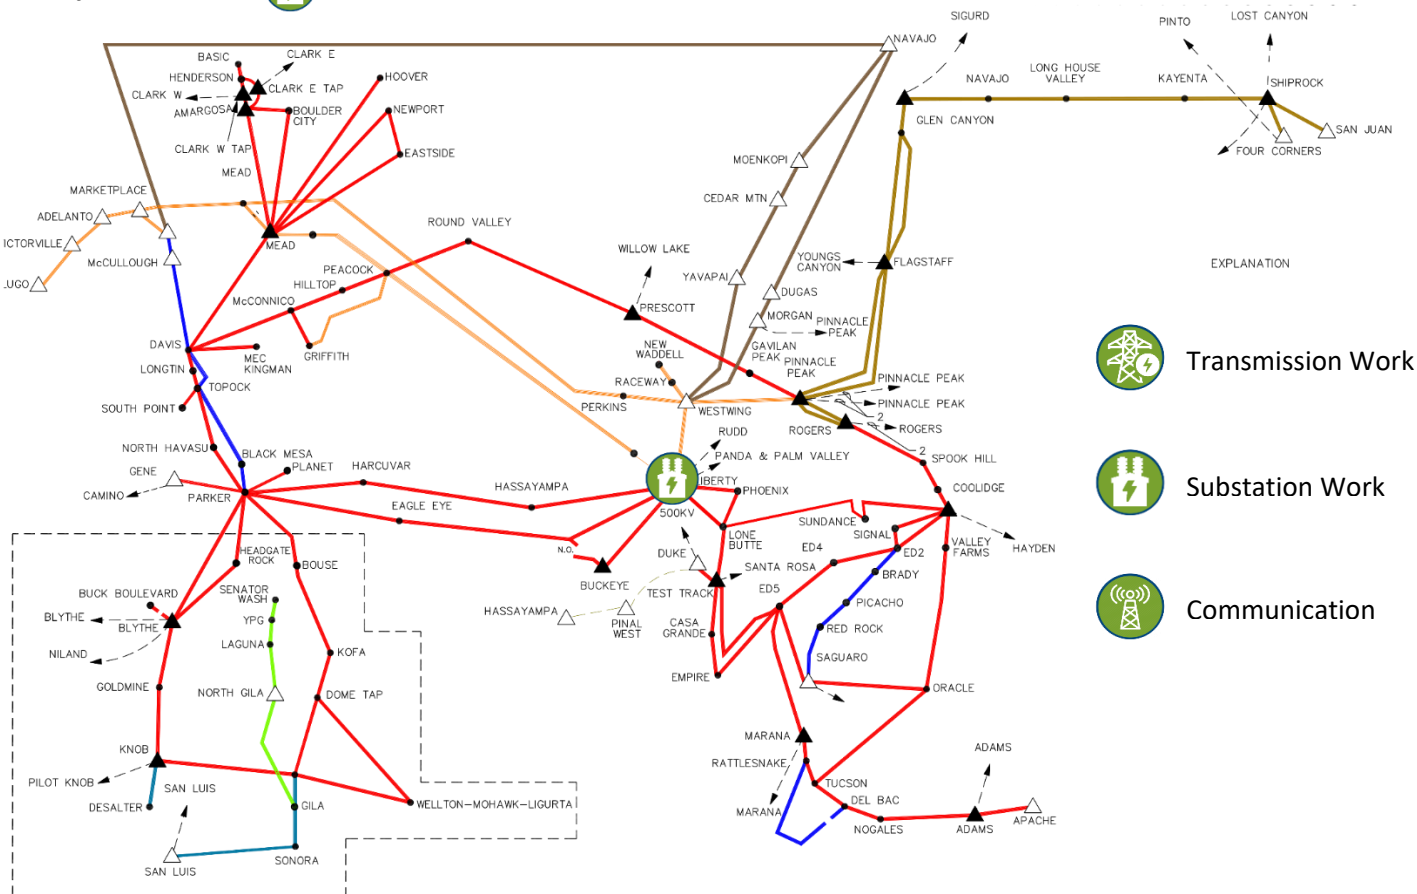 SIGURD
PINTO
LOST CANYON
NAVAJO
CLARK E
BASIC
HENDERSON
HOOVER
CLARK E TAP
CLARK W
AMARGOSA
BOULDER
CITY
NEWPORT
CLARK W TAP
EASTSIDE
MEAD
NAVAJO
LONG HOUSE
VALLEY
KAYENTA
SHIPROCK
GLEN CANYON
SAN JUAN
FOUR CORNERS
MOENKOPI
CEDAR MTN
MARKETPLACE
ADELANTO
ICTORVILLE
McCULLOUGH
MEAD
LUGO
ROUND VALLEY
WILLOW LAKE
PEACOCK
HILLTOP
McCONNICO
PRESCOTT
YAVAPAI
DUGAS
MORGAN
YOUNGS
CANYON
FLAGSTAFF
PINNACLE
PEAK
EXPLANATION
DAVIS
LONGTIN
MEC
KINGMAN
GRIFFITH
TOPOCK
SOUTH POINT
NEW
WADDELL
RACEWAY
PERKINS
WESTWING
GAVILAN
PEAK
PINNACLE
PEAK
PINNACLE PEAK
PINNACLE PEAK
2
ROGERS
ROGERS
2
SPOOK HILL
Transmission Work
NORTH HAVASU
BLACK MESA
PLANET
GENE
CAMINO
PARKER
HARCUVAR
HASSAYAMPA
EAGLE EYE
RUDD
PANDA & PALM VALLEY
IBERTY
PHOENIX
500KV
COOLIDGE
Substation Work
SUNDANCE
SIGNAL
LONE
BUTTE
HAYDEN
VALLEY
FARMS
N.O.
BUCKEYE
DUKE
SANTA ROSA
TEST TRACK
ED4
ED2
ED5
BRADY
PICACHO
RED ROCK
HASSAYAMPA
PINAL
WEST
CASA
GRANDE
EMPIRE
SAGUARO
ORACLE
Communication
HEADGATE
ROCK
BOUSE
BUCK BOULEVARD
SENATOR
WASH
BLYTHE
BLYTHE
YPG
NILAND
LAGUNA
KOFA
GOLDMINE
NORTH GILA
DOME TAP
KNOB
PILOT KNOB
SAN LUIS
DESALTER
GILA
WELLTON-MOHAWK-LIGURTA
SAN LUIS
SONORA
MARANA
RATTLESNAKE
TUCSON
MARANA
DEL BAC
NOGALES
ADAMS
ADAMS
APACHE